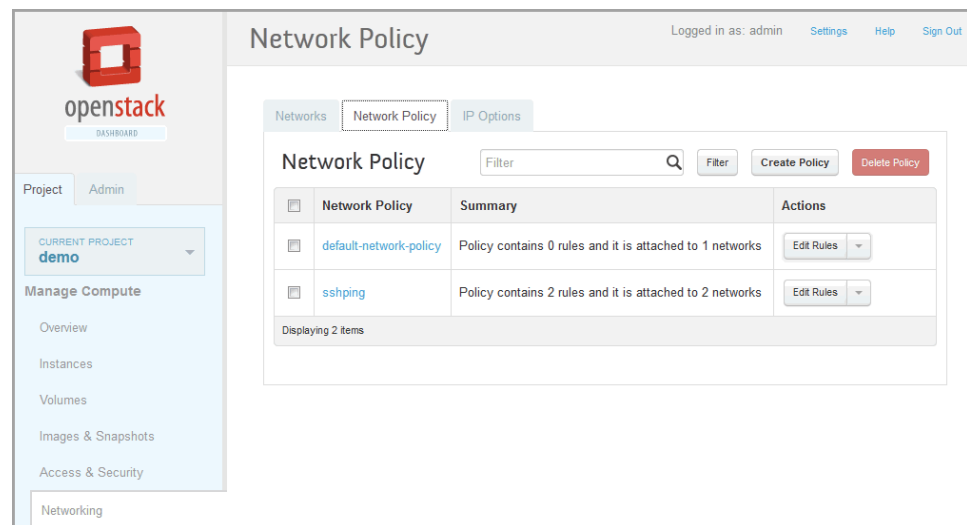 Network Policy
Logged in as: admin Settings Help Sign Out
openstack
DASHBOARD
Project Admin
CURRENT PROJECT
demo
Manage Compute
Overview
Instances
Volumes
Images & Snapshots
Access & Security
Networking
Networks Network Policy IP Options
Network Policy Filter Filter Create Policy Delete Policy
Network Policy Summary Actions
default-network-policy Policy contains 0 rules and it is attached to 1 networks Edit Rules
sshping Policy contains 2 rules and it is attached to 2 networks Edit Rules
Displaying 2 items